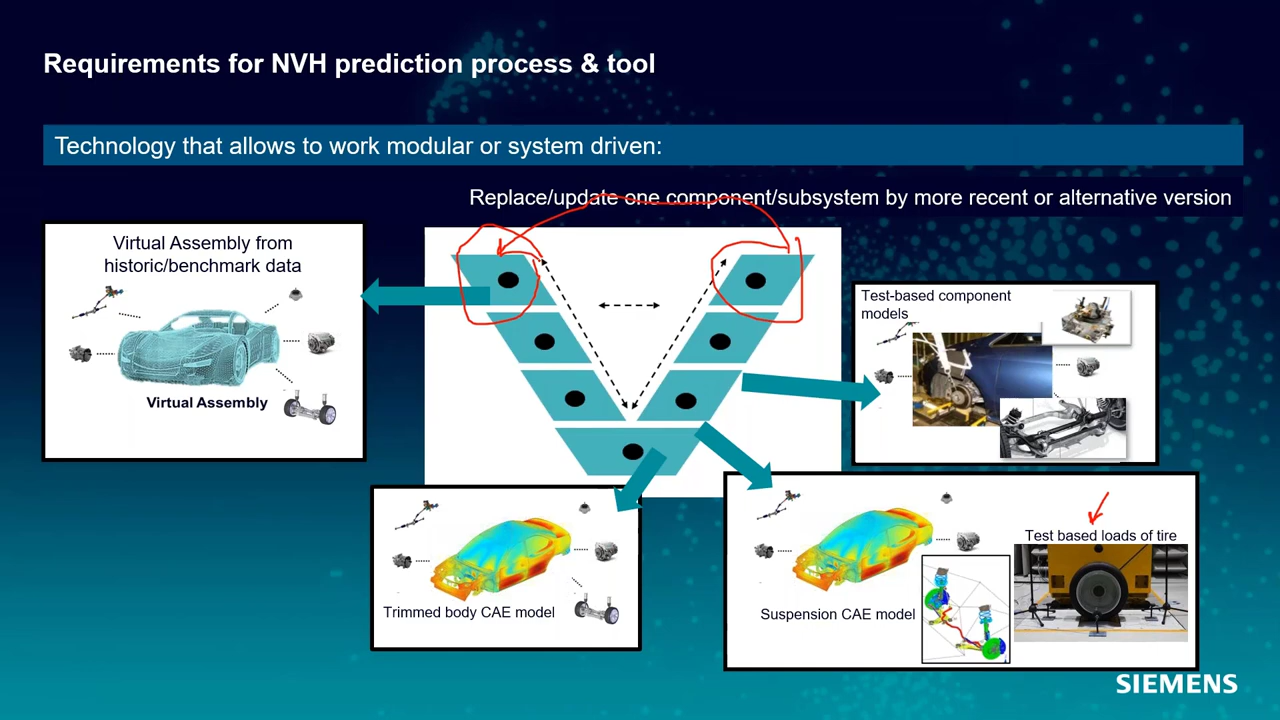 Requirements for NVH prediction process & tool
Technology that allows to work modular or system driven:
Replace/update one component/subsystem by more recent or alternative version
Virtual Assembly from
historic/benchmark data
Virtual Assembly
Test-based component
models
Trimmed body CAE model
Suspension CAE model
Test based loads of tire
SIEMENS